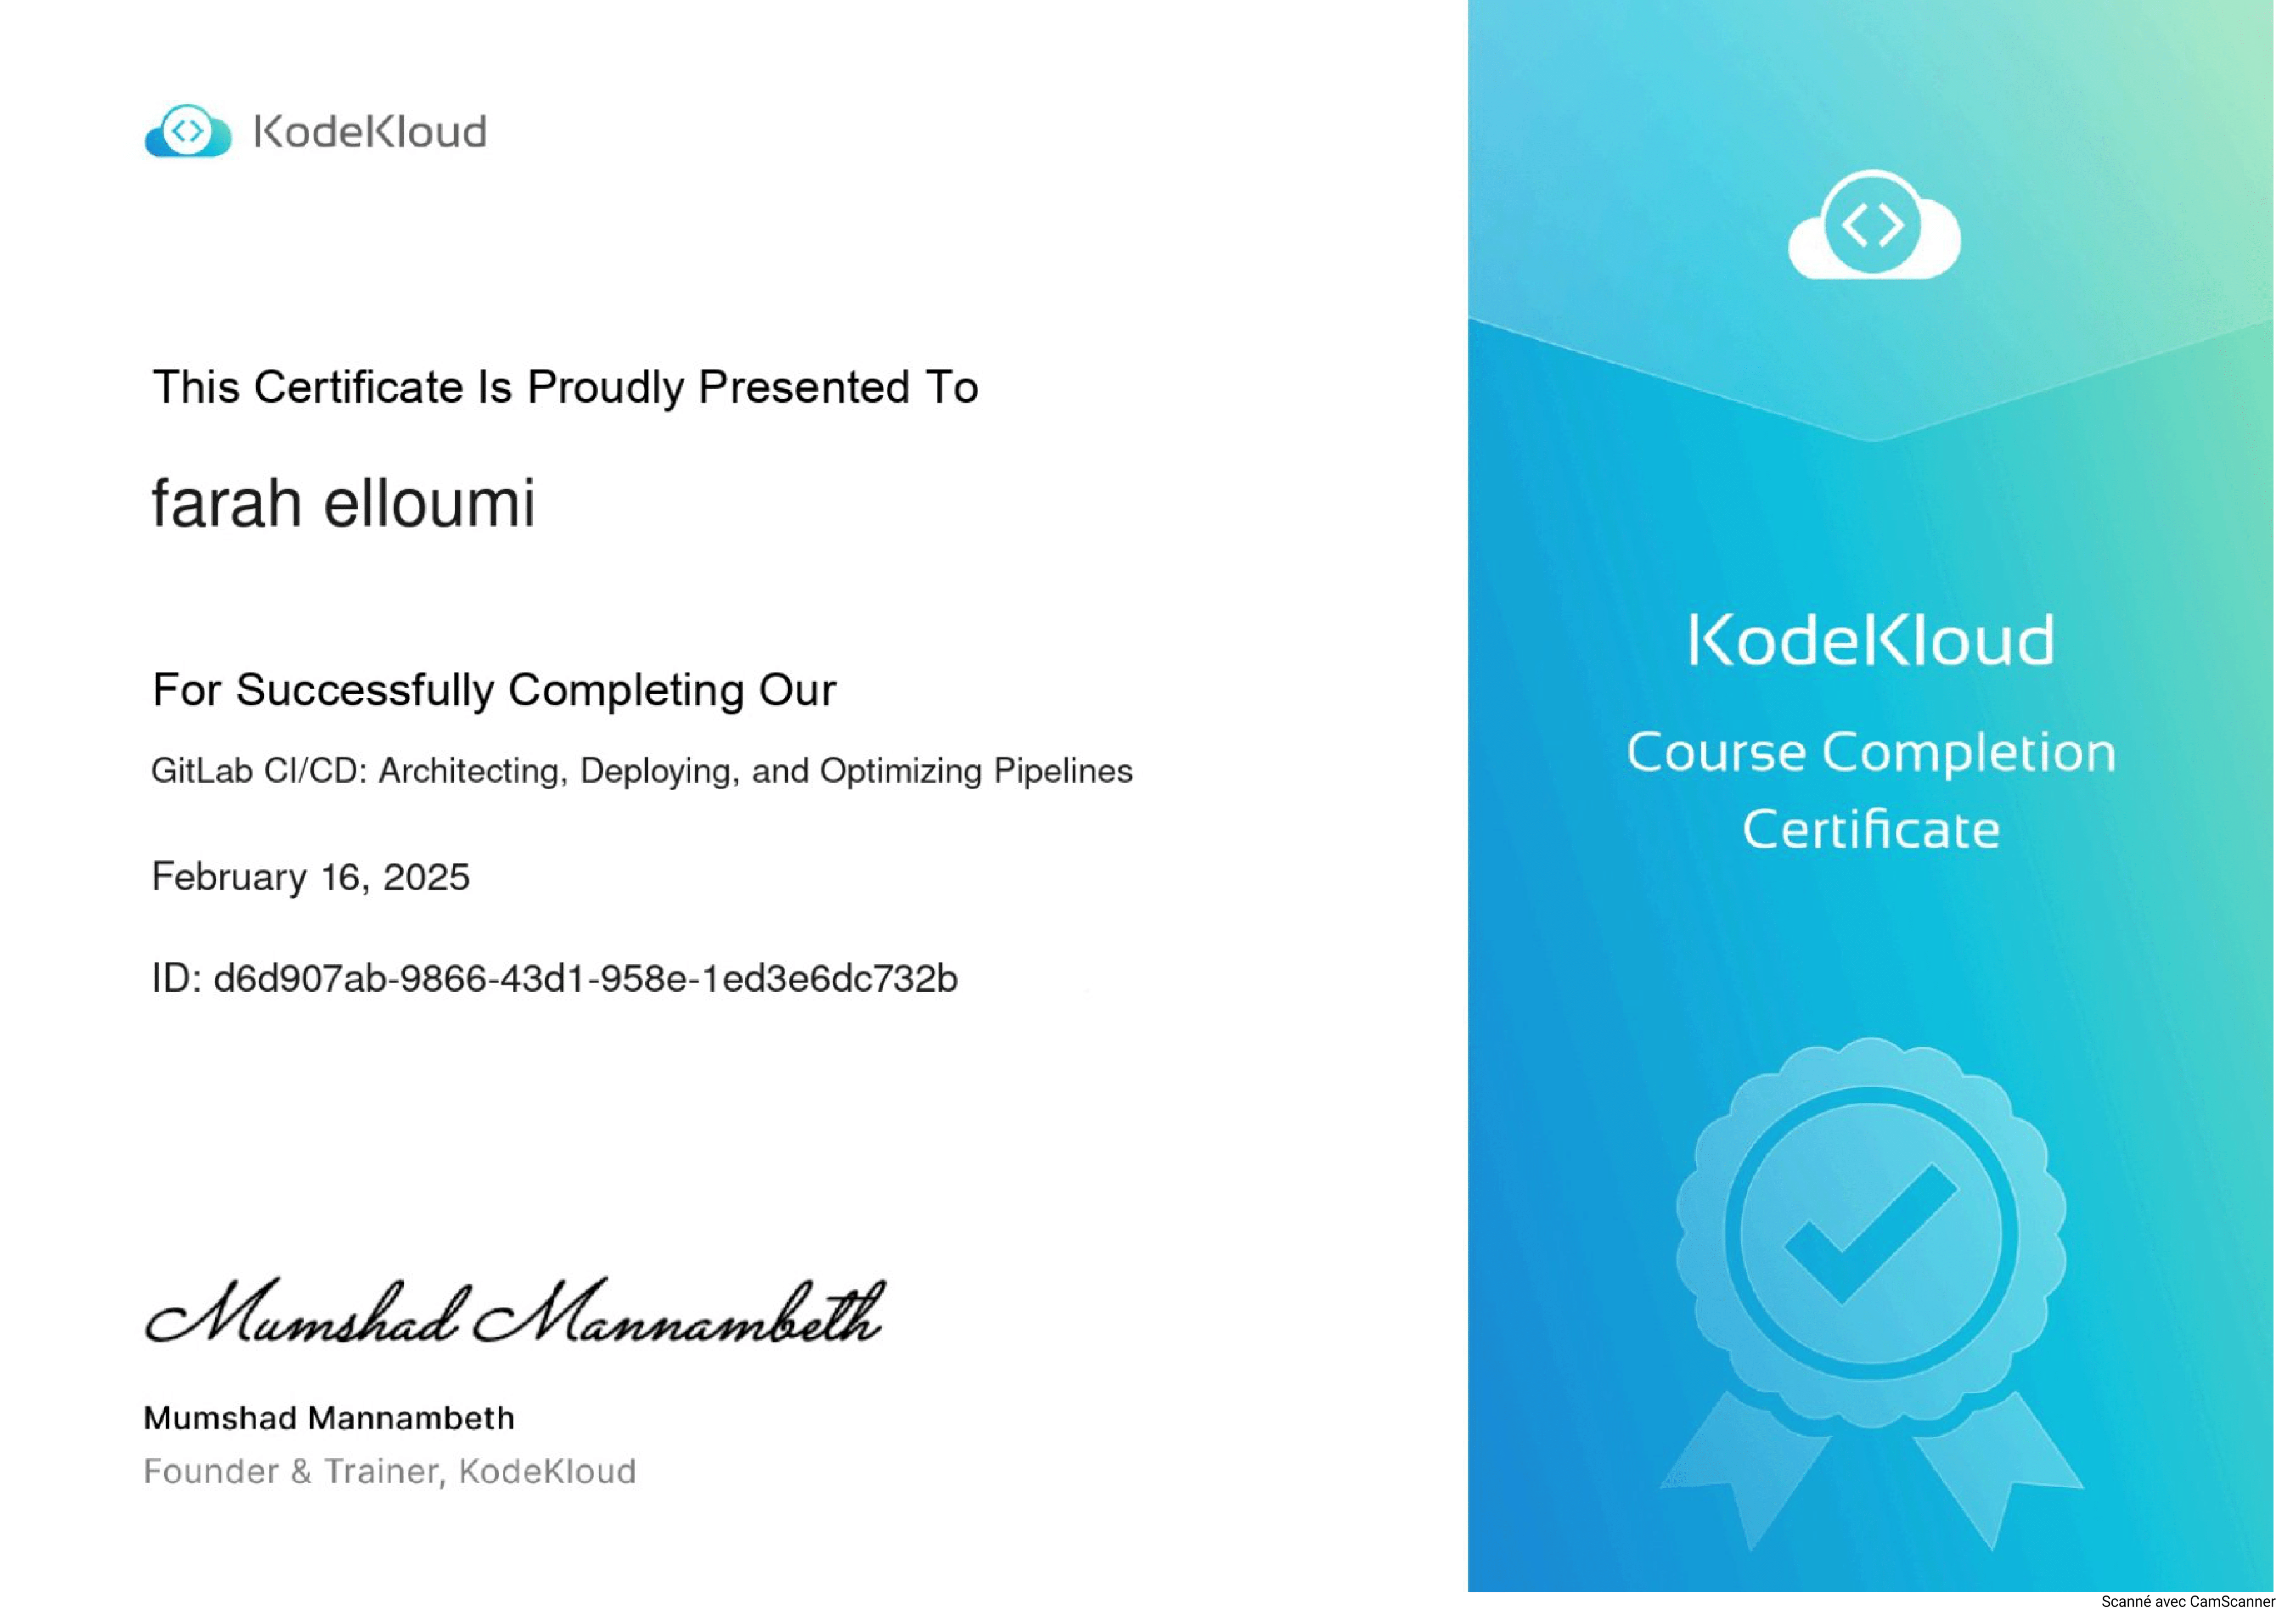 KodeKloud
This Certificate Is Proudly Presented To
farah elloumi
For Successfully Completing Our
GitLab CI/CD: Architecting, Deploying, and Optimizing Pipelines
February 16, 2025
ID: d6d907ab-9866-43d1-958e-1ed3e6dc732b
Mumshad Mannambeth
Mumshad Mannambeth
Founder & Trainer, KodeKloud
KodeKloud
Course Completion
Certificate
Scanné avec CamScanner